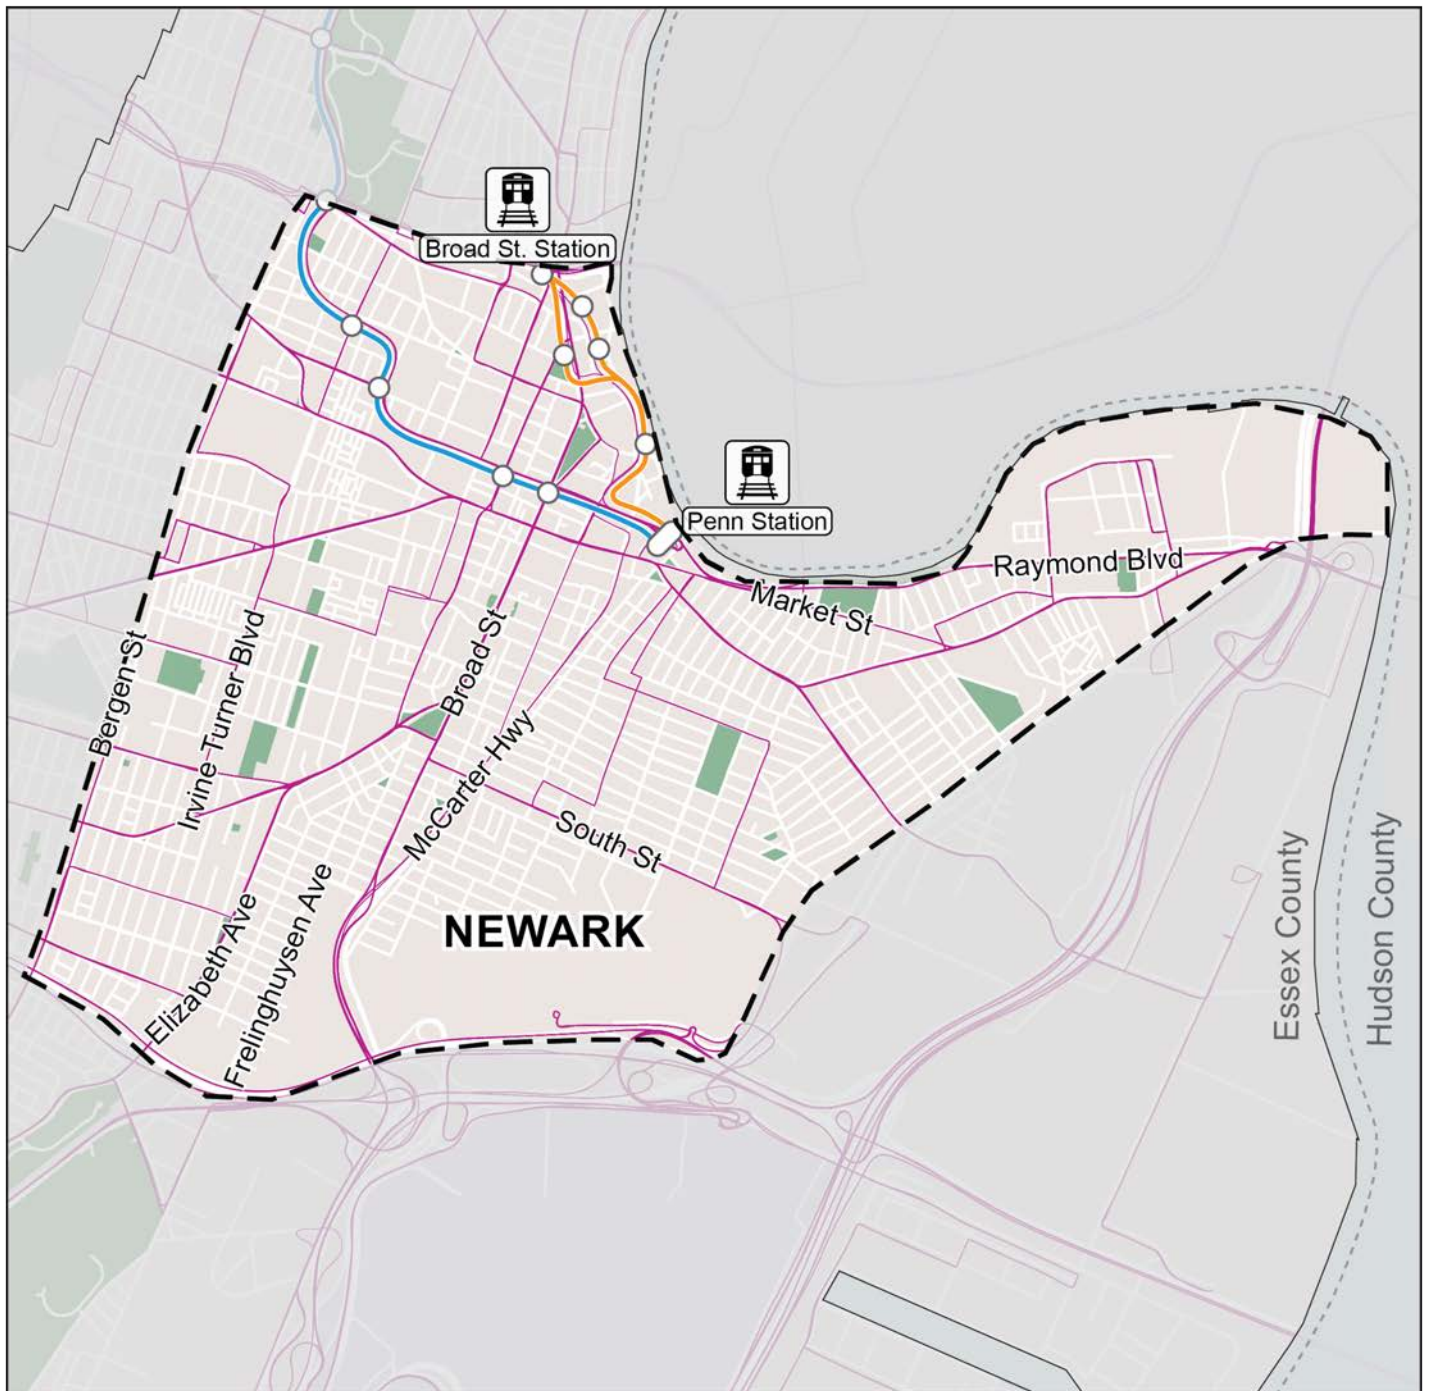 Broad St. Station
Penn Station
Raymond Blvd
Market St
Bergen St
Irvine Turner Blvd
Broad St
McCarter Hwy
South St
Elizabeth Ave
Frelinghuysen Ave
NEWARK
Essex County
Hudson County